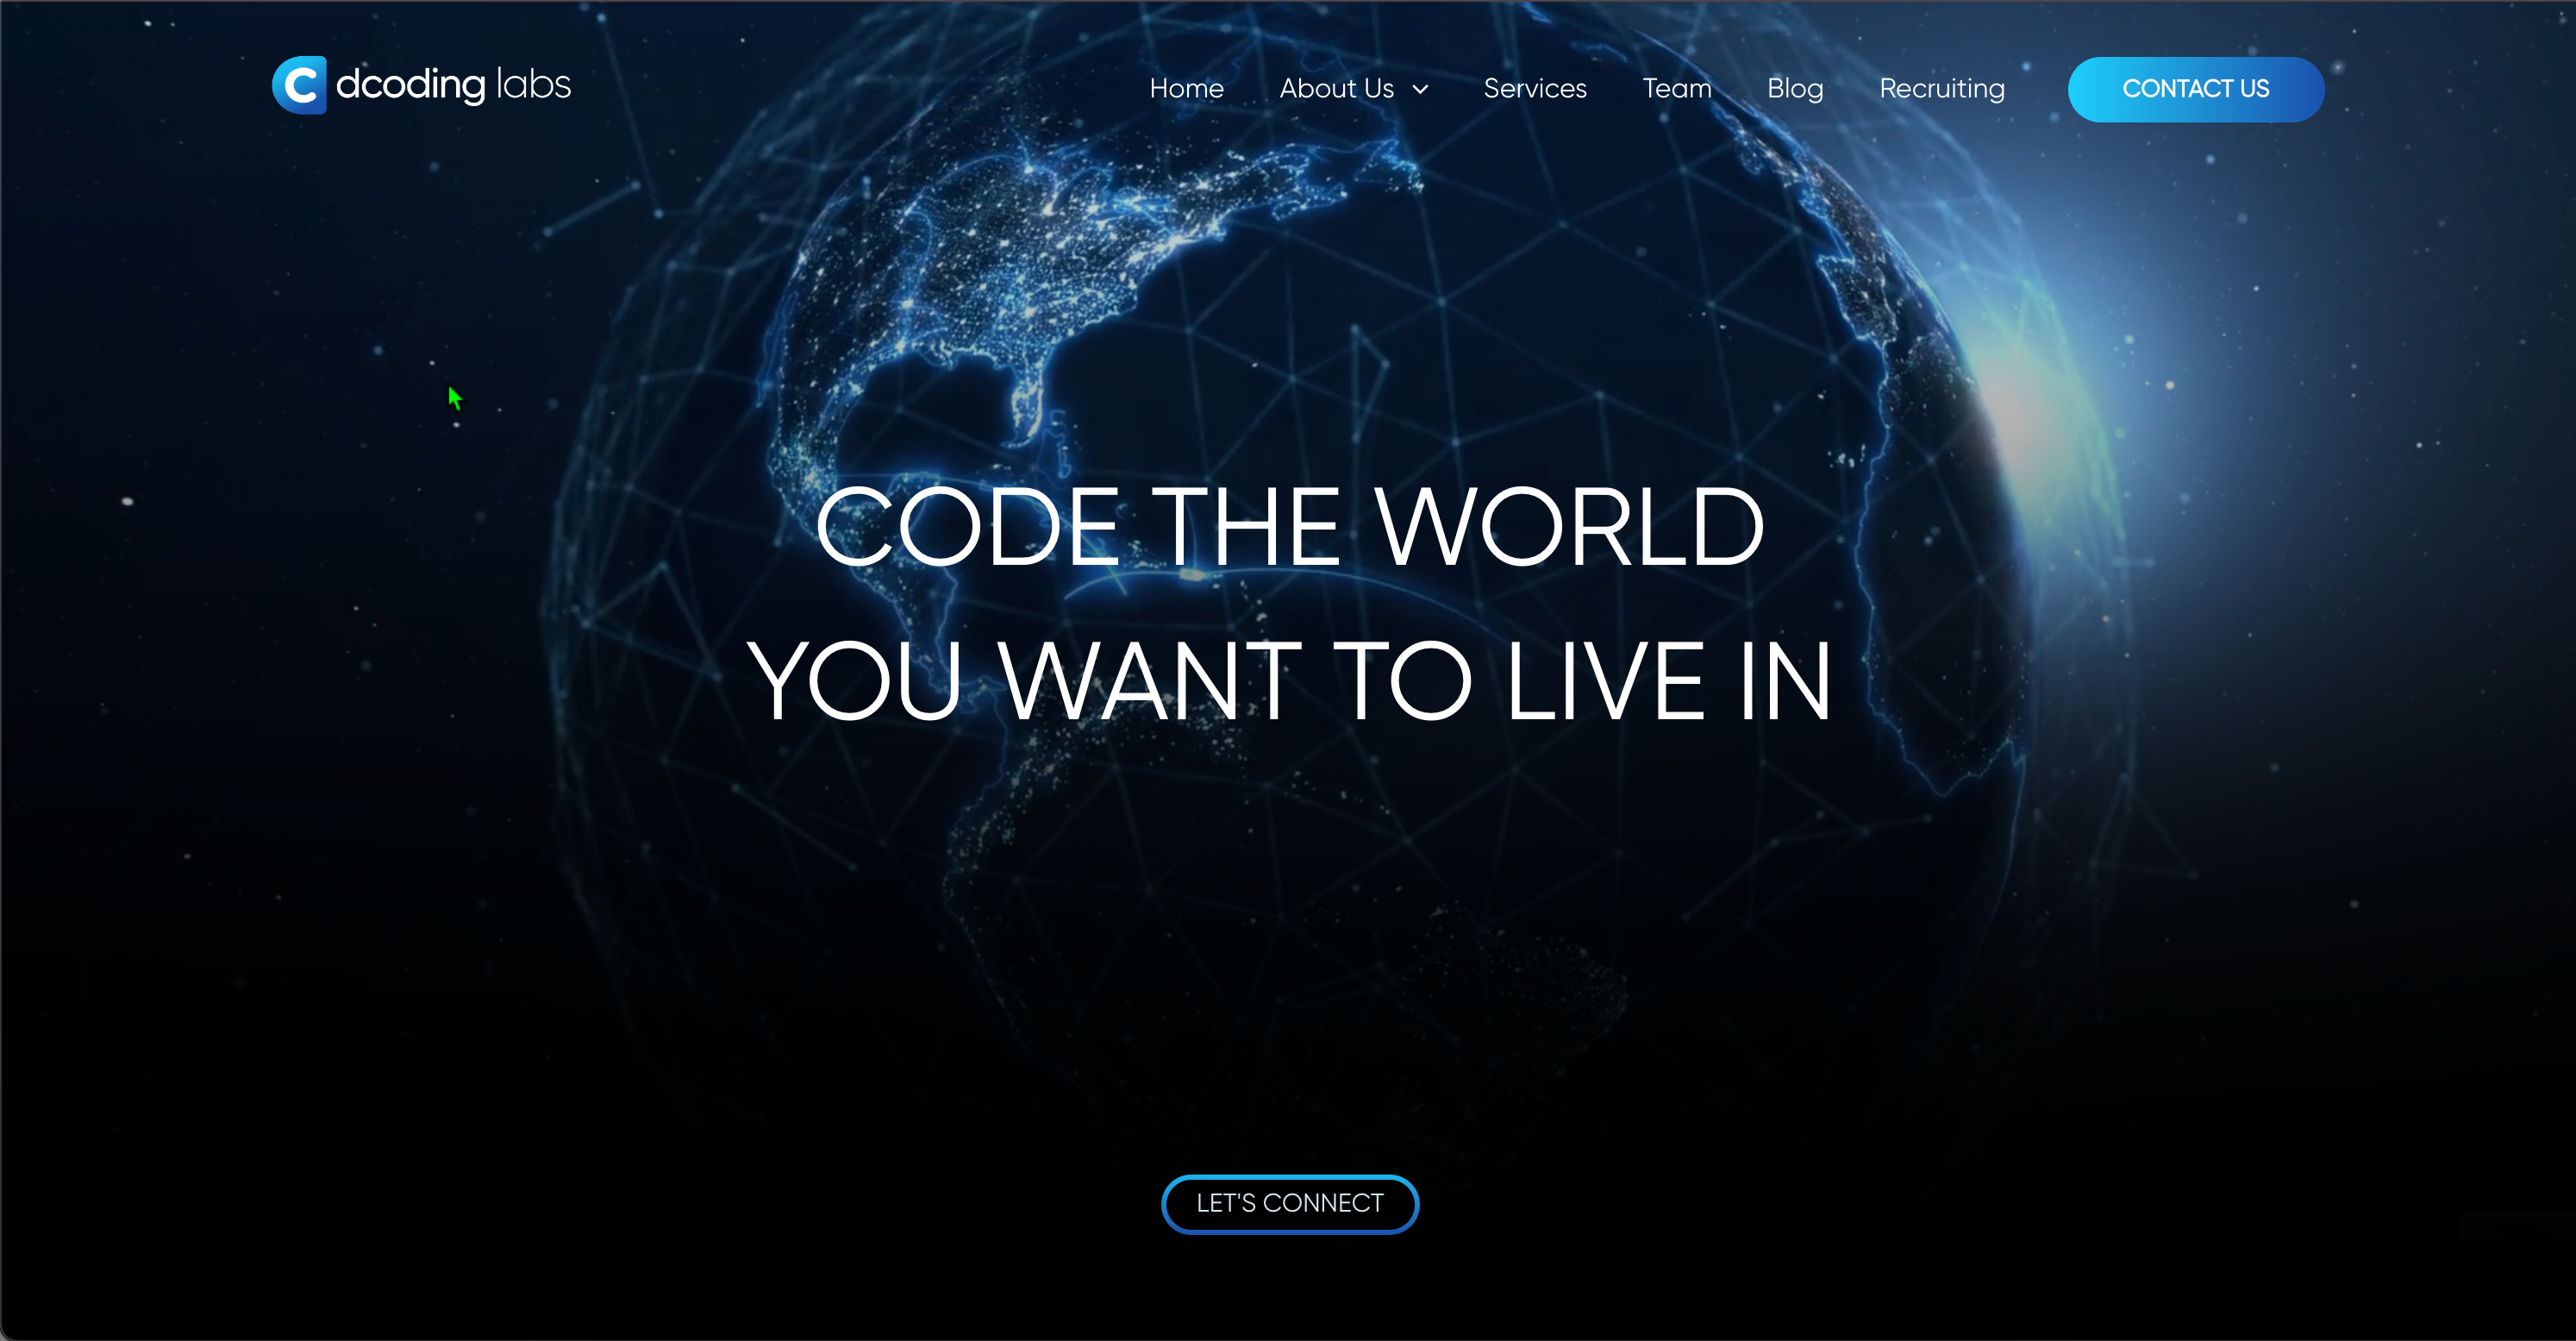 dcoding labs
Home About Us Services Team Blog Recruiting CONTACT US
CODE THE WORLD
YOU WANT TO LIVE IN
LET'S CONNECT